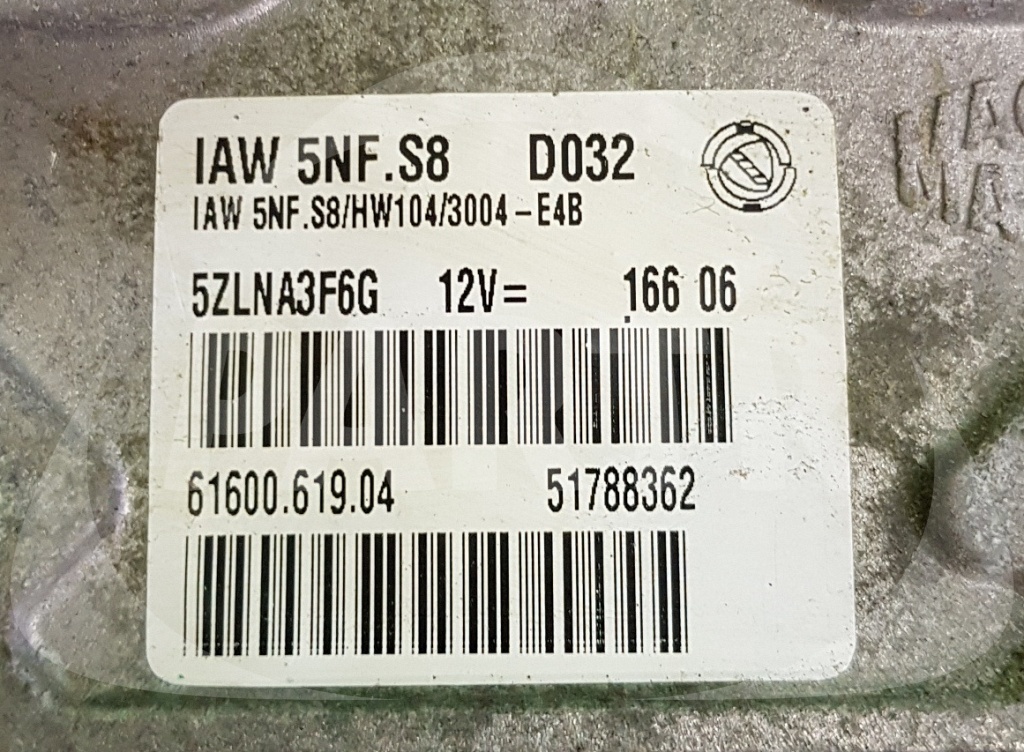 IAW 5NF.S8 D032
IAW 5NF.S8/HW104/3004-E4B
5ZLNA3F6G 12V= 166 06
61600.619.04 51788362